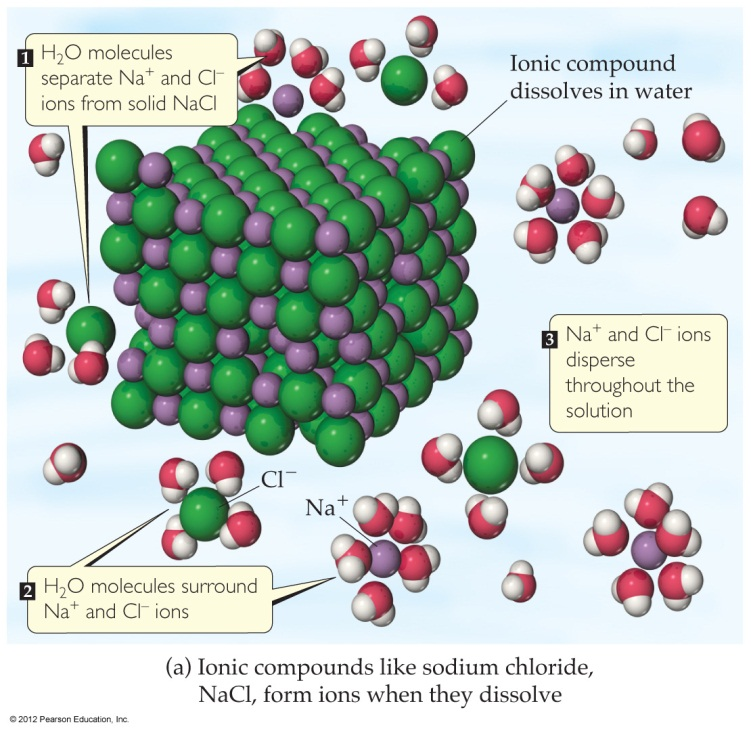 1 H₂O molecules
separate Na⁺ and Cl⁻
ions from solid NaCl
Ionic compound
dissolves in water
3 Na⁺ and Cl⁻ ions
disperse
throughout the
solution
Cl⁻
Na⁺
2 H₂O molecules surround
Na⁺ and Cl⁻ ions
(a) Ionic compounds like sodium chloride,
NaCl, form ions when they dissolve
© 2012 Pearson Education, Inc.